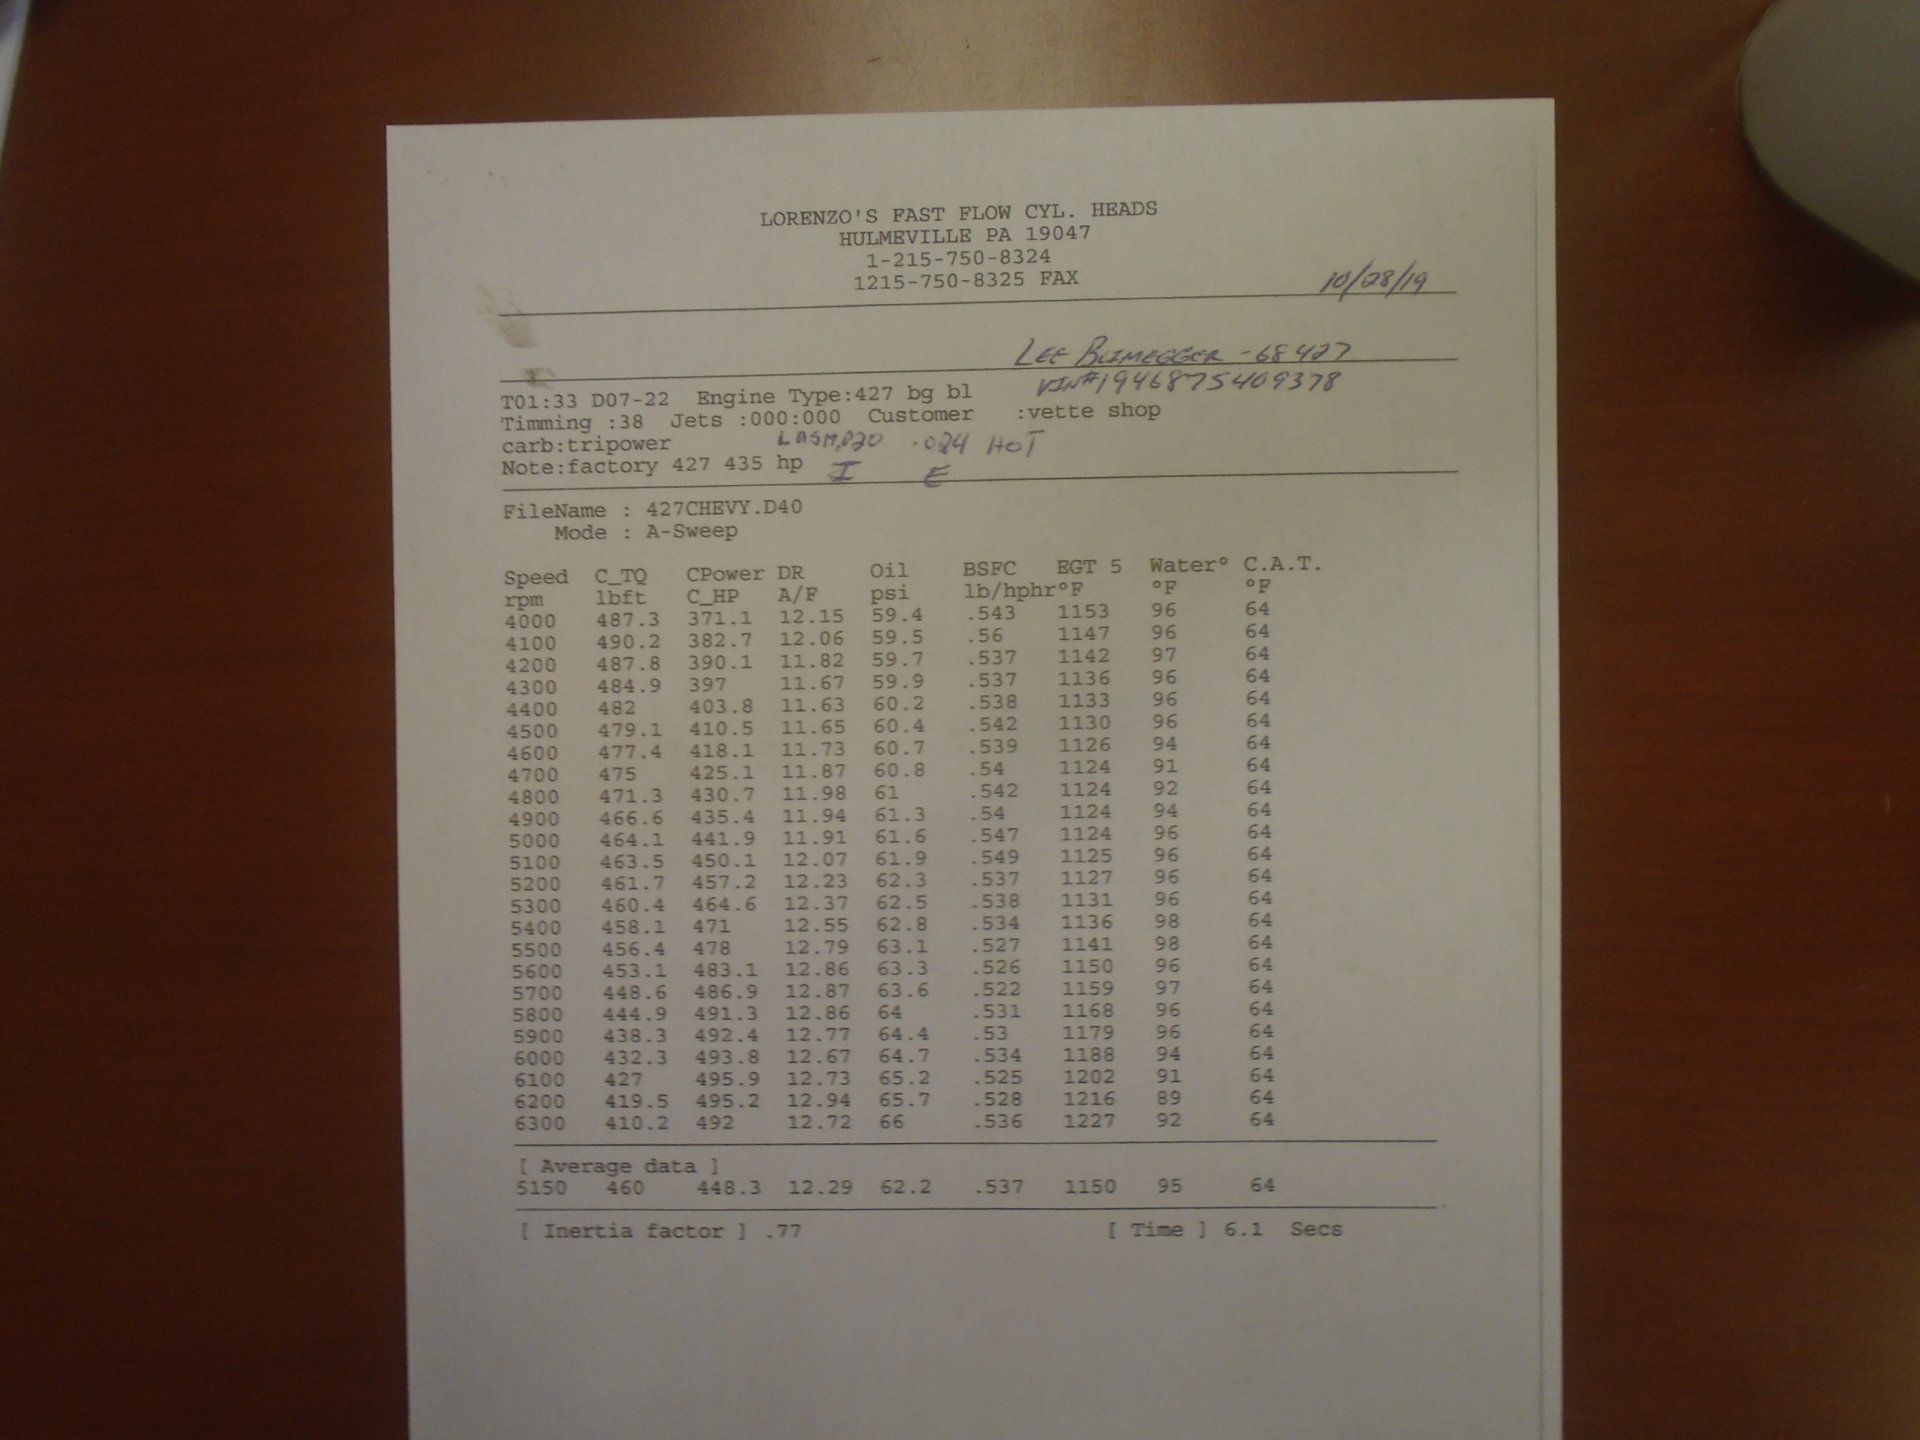 LORENZO'S FAST FLOW CYL. HEADS
HULMEVILLE PA 19047
1-215-750-8324
1215-750-8325 FAX
10/28/19
LEE - 68 427
VIN#194687S409378
T01:33 D07-22 Engine Type:427 bg bl
Timming :38 Jets :000:000 Customer :vette shop
carb:tripower LASH .020 .024 HOT
Note:factory 427 435 hp I E
FileName : 427CHEVY.D40
Mode : A-Sweep
Speed C_TQ CPower DR Oil BSFC EGT 5 Water° C.A.T.
rpm lbft C_HP A/F psi lb/hphr°F °F °F
4000 487.3 371.1 12.15 59.4 .543 1153 96 64
4100 490.2 382.7 12.06 59.5 .56 1147 96 64
4200 487.8 390.1 11.82 59.7 .537 1142 97 64
4300 484.9 397 11.67 59.9 .537 1136 96 64
4400 482 403.8 11.63 60.2 .538 1133 96 64
4500 479.1 410.5 11.65 60.4 .542 1130 96 64
4600 477.4 418.1 11.73 60.7 .539 1126 94 64
4700 475 425.1 11.87 60.8 .54 1124 91 64
4800 471.3 430.7 11.98 61 .542 1124 92 64
4900 466.6 435.4 11.94 61.3 .54 1124 94 64
5000 464.1 441.9 11.91 61.6 .547 1124 96 64
5100 463.5 450.1 12.07 61.9 .549 1125 96 64
5200 461.7 457.2 12.23 62.3 .537 1127 96 64
5300 460.4 464.6 12.37 62.5 .538 1131 96 64
5400 458.1 471 12.55 62.8 .534 1136 98 64
5500 456.4 478 12.79 63.1 .527 1141 98 64
5600 453.1 483.1 12.86 63.3 .526 1150 96 64
5700 448.6 486.9 12.87 63.6 .522 1159 97 64
5800 444.9 491.3 12.86 64 .531 1168 96 64
5900 438.3 492.4 12.77 64.4 .53 1179 96 64
6000 432.3 493.8 12.67 64.7 .534 1188 94 64
6100 427 495.9 12.73 65.2 .525 1202 91 64
6200 419.5 495.2 12.94 65.7 .528 1216 89 64
6300 410.2 492 12.72 66 .536 1227 92 64
[ Average data ]
5150 460 448.3 12.29 62.2 .537 1150 95 64
[ Inertia factor ] .77 [ Time ] 6.1 Secs